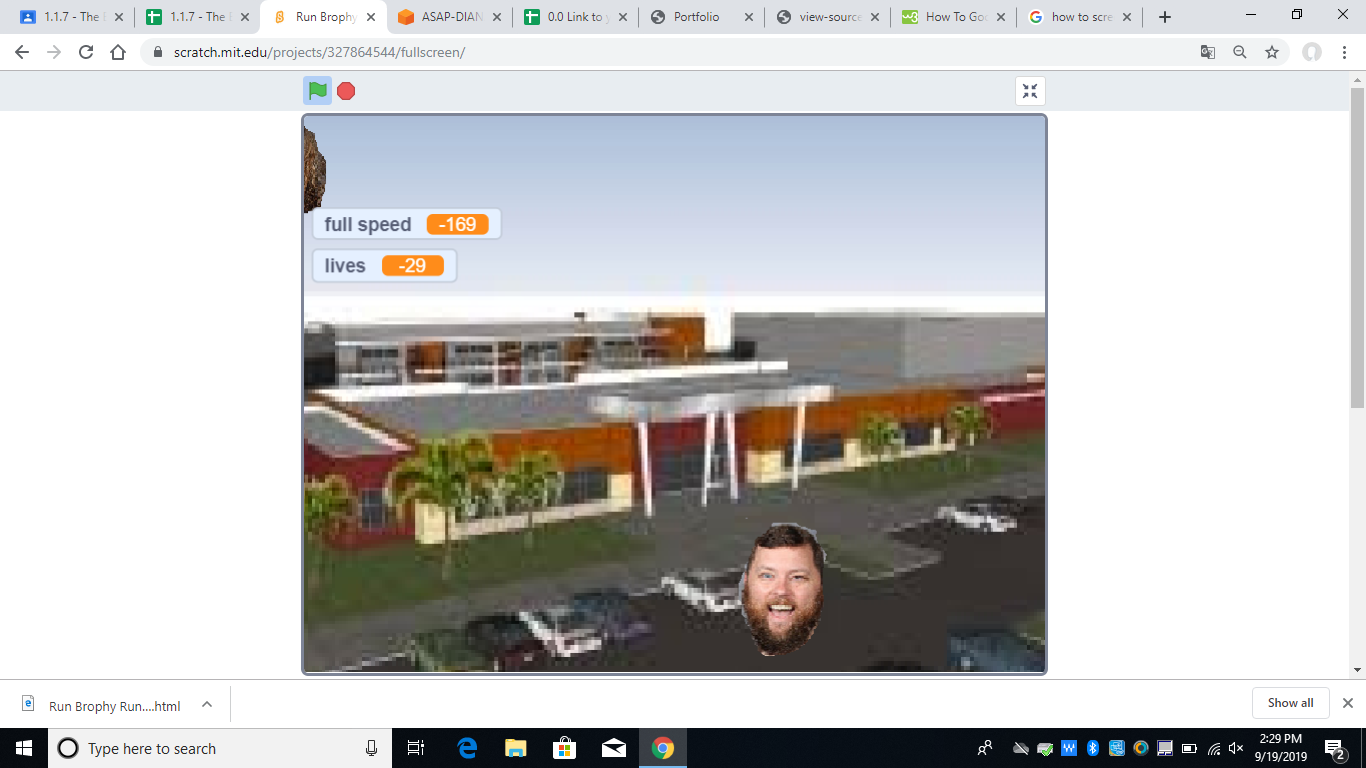 1.1.7 - The E
1.1.7 - The E
Run Brophy
ASAP-DIAN
0.0 Link to y
Portfolio
view-source
How To Goo
how to scre
scratch.mit.edu/projects/327864544/fullscreen/
full speed -169
lives -29
Run Brophy Run....html
Show all
Type here to search
2:29 PM
9/19/2019
2